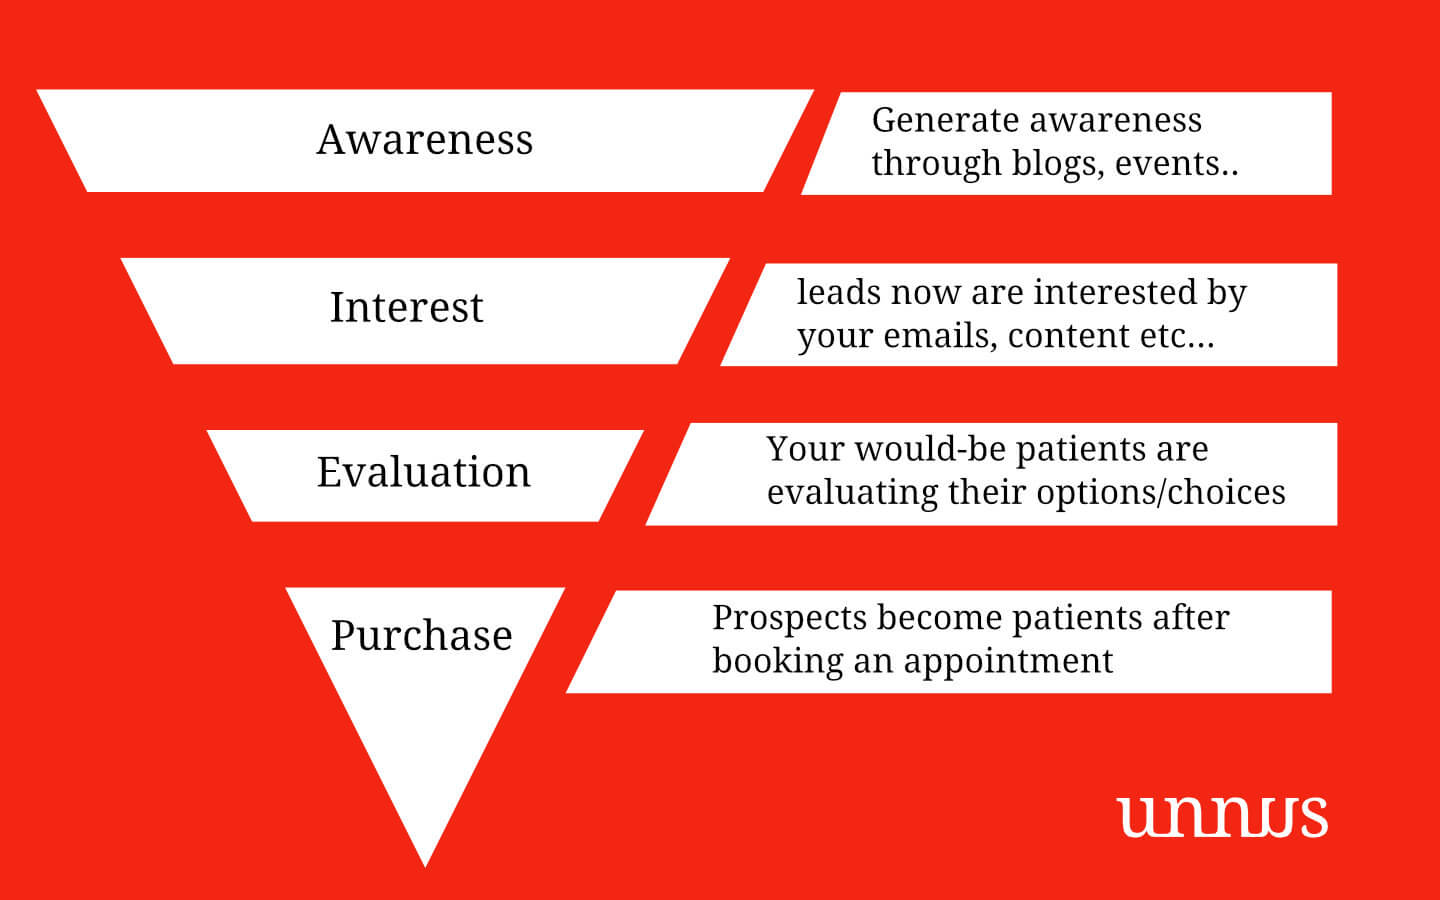 Awareness
Generate awareness
through blogs, events..
Interest
leads now are interested by
your emails, content etc...
Evaluation
Your would-be patients are
evaluating their options/choices
Purchase
Prospects become patients after
booking an appointment
unnus